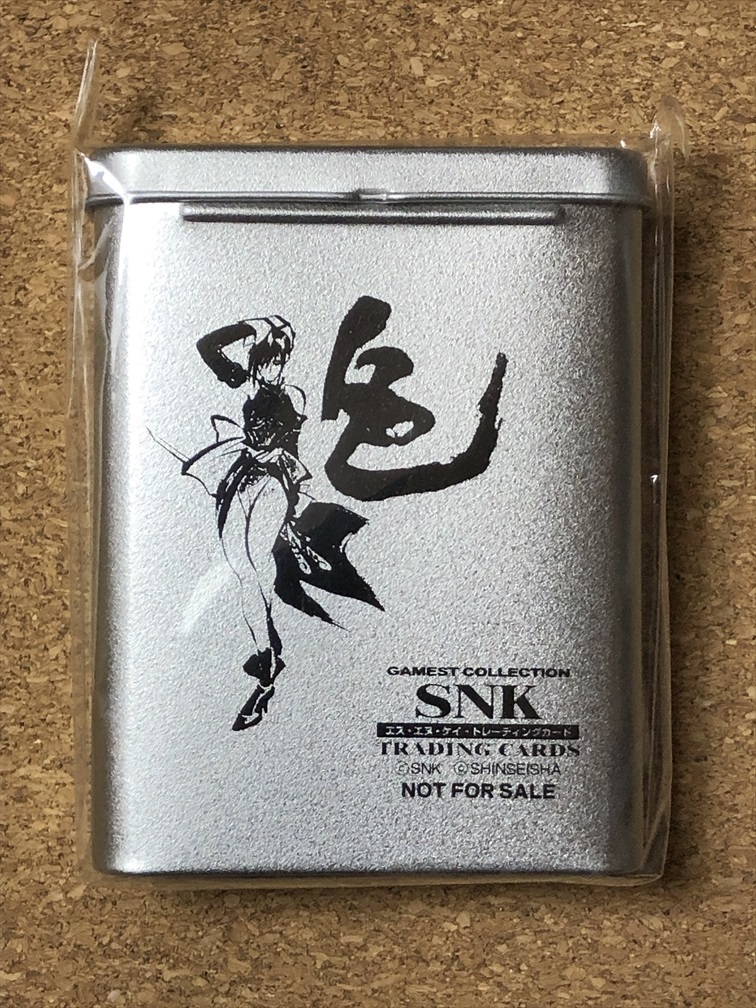 色
GAMEST COLLECTION
SNK
エス・エヌ・ケイ・トレーディングカード
TRADING CARDS
©SNK ©SHINSEISHA
NOT FOR SALE